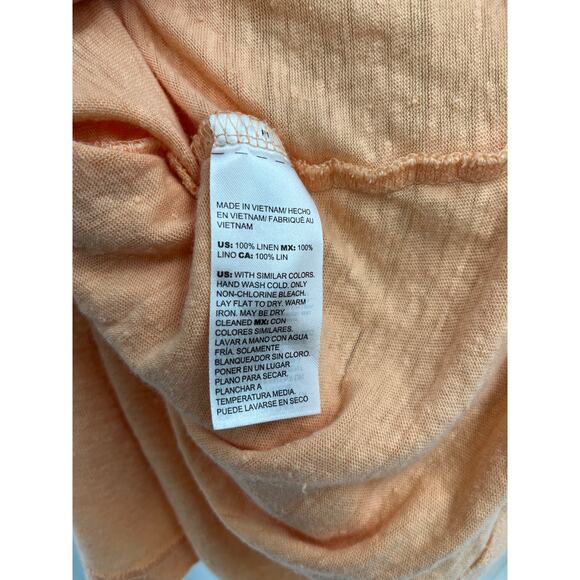 MADE IN VIETNAM/ HECHO
EN VIETNAM/ FABRIQUÉ AU
VIETNAM
US: 100% LINEN MX: 100%
LINO CA: 100% LIN
US: WITH SIMILAR COLORS.
HAND WASH COLD. ONLY
NON-CHLORINE BLEACH.
LAY FLAT TO DRY. WARM
IRON. MAY BE DRY
CLEANED MX: CON
COLORES SIMILARES.
LAVAR A MANO CON AGUA
FRÍA. SOLAMENTE
BLANQUEADOR SIN CLORO.
PONER EN UN LUGAR
PLANO PARA SECAR.
PLANCHAR A
TEMPERATURA MEDIA.
PUEDE LAVARSE EN SECO